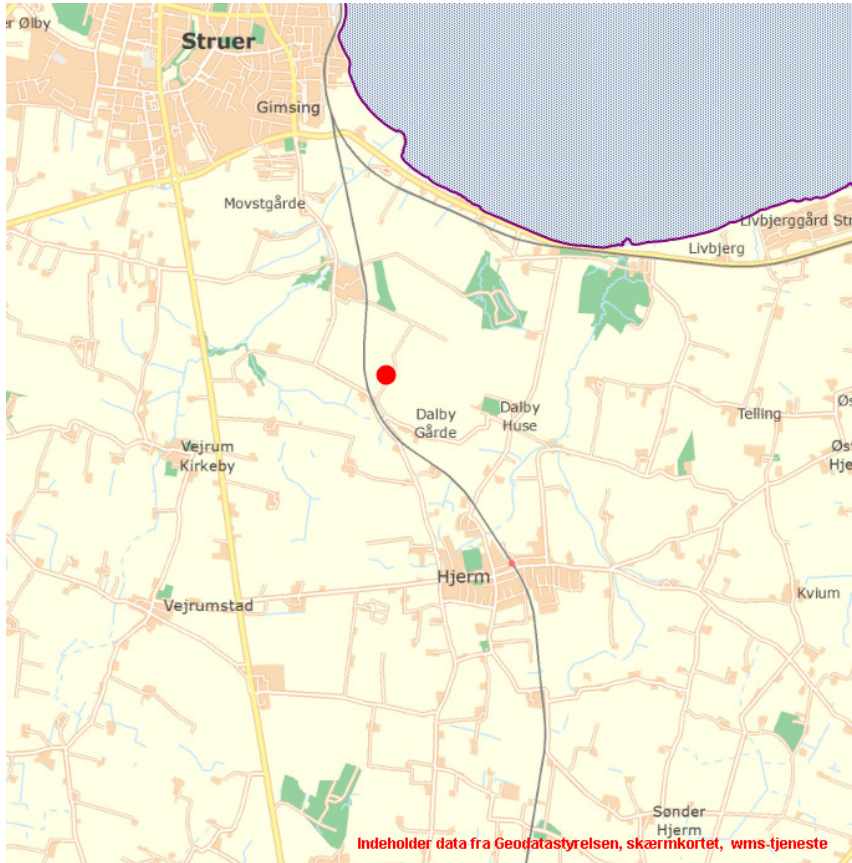 er Ølby
Struer
Gimsing
Movstgårde
Livbjerggård Str
Livbjerg
Dalby
Gårde
Dalby
Huse
Telling
Øs
Vejrum
Kirkeby
Øst
Hje
Hjerm
Vejrumstad
Kvium
Sønder
Hjerm
Indeholder data fra Geodatastyrelsen, skærmkortet, wms-tjeneste